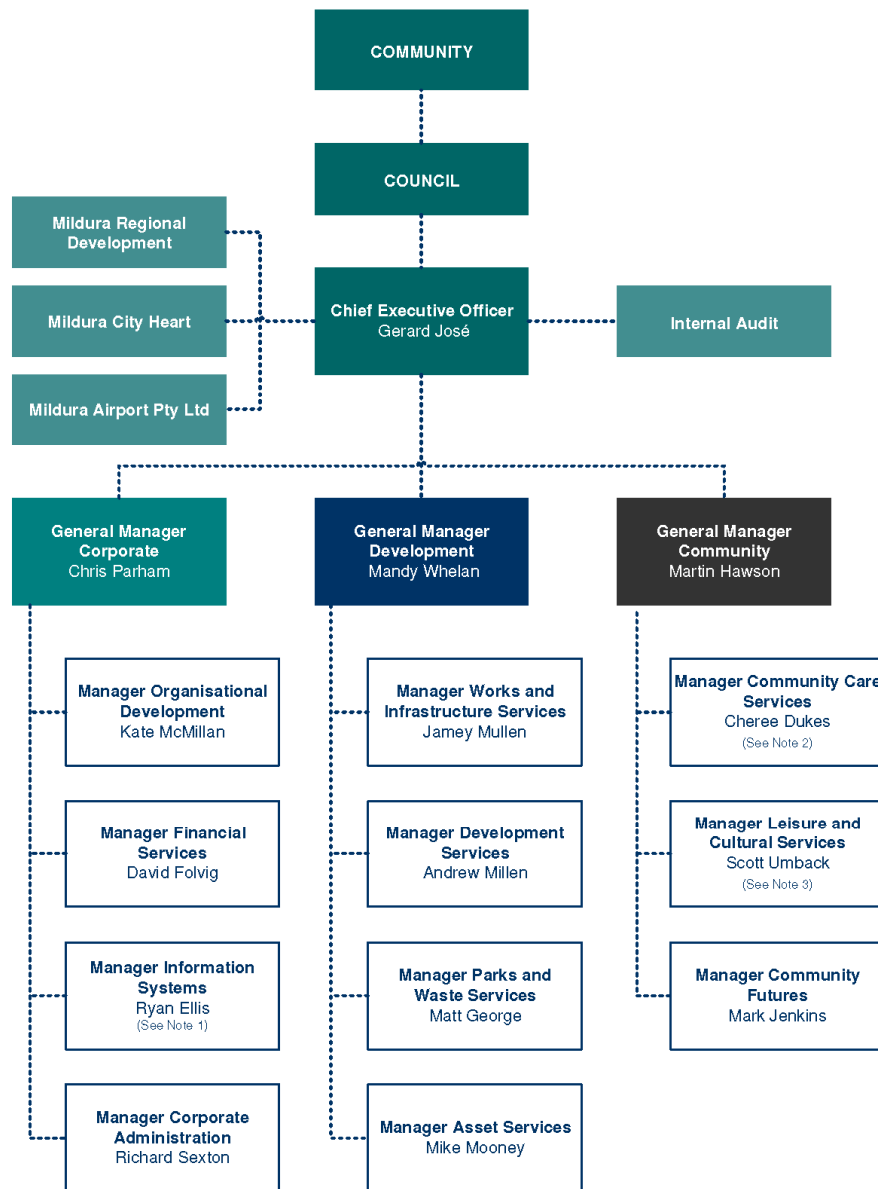 COMMUNITY
COUNCIL
Mildura Regional
Development
Mildura City Heart
Mildura Airport Pty Ltd
Chief Executive Officer
Gerard José
Internal Audit
General Manager
Corporate
Chris Parham
General Manager
Development
Mandy Whelan
General Manager
Community
Martin Hawson
Manager Organisational
Development
Kate McMillan
Manager Works and
Infrastructure Services
Jamey Mullen
Manager Community Care
Services
Cheree Dukes
(See Note 2)
Manager Financial
Services
David Folvig
Manager Development
Services
Andrew Millen
Manager Leisure and
Cultural Services
Scott Umback
(See Note 3)
Manager Information
Systems
Ryan Ellis
(See Note 1)
Manager Parks and
Waste Services
Matt George
Manager Community
Futures
Mark Jenkins
Manager Corporate
Administration
Richard Sexton
Manager Asset Services
Mike Mooney